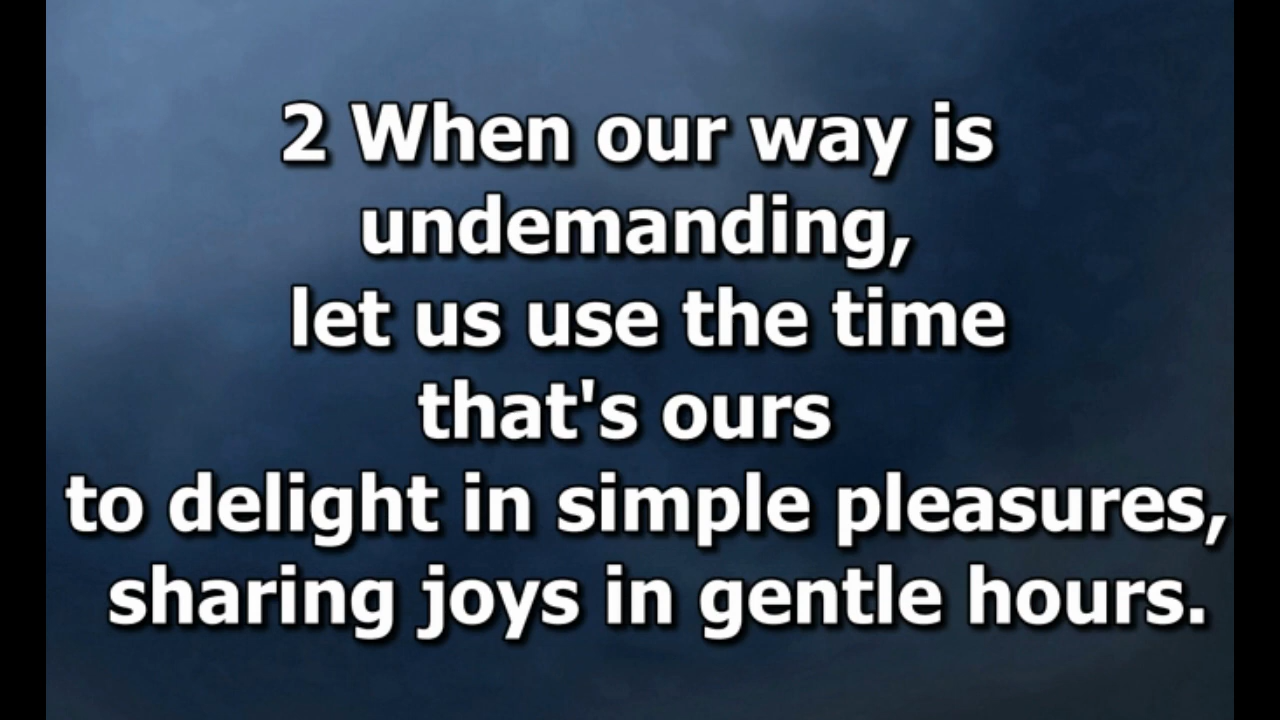 2 When our way is
undemanding,
let us use the time
that's ours
to delight in simple pleasures,
sharing joys in gentle hours.